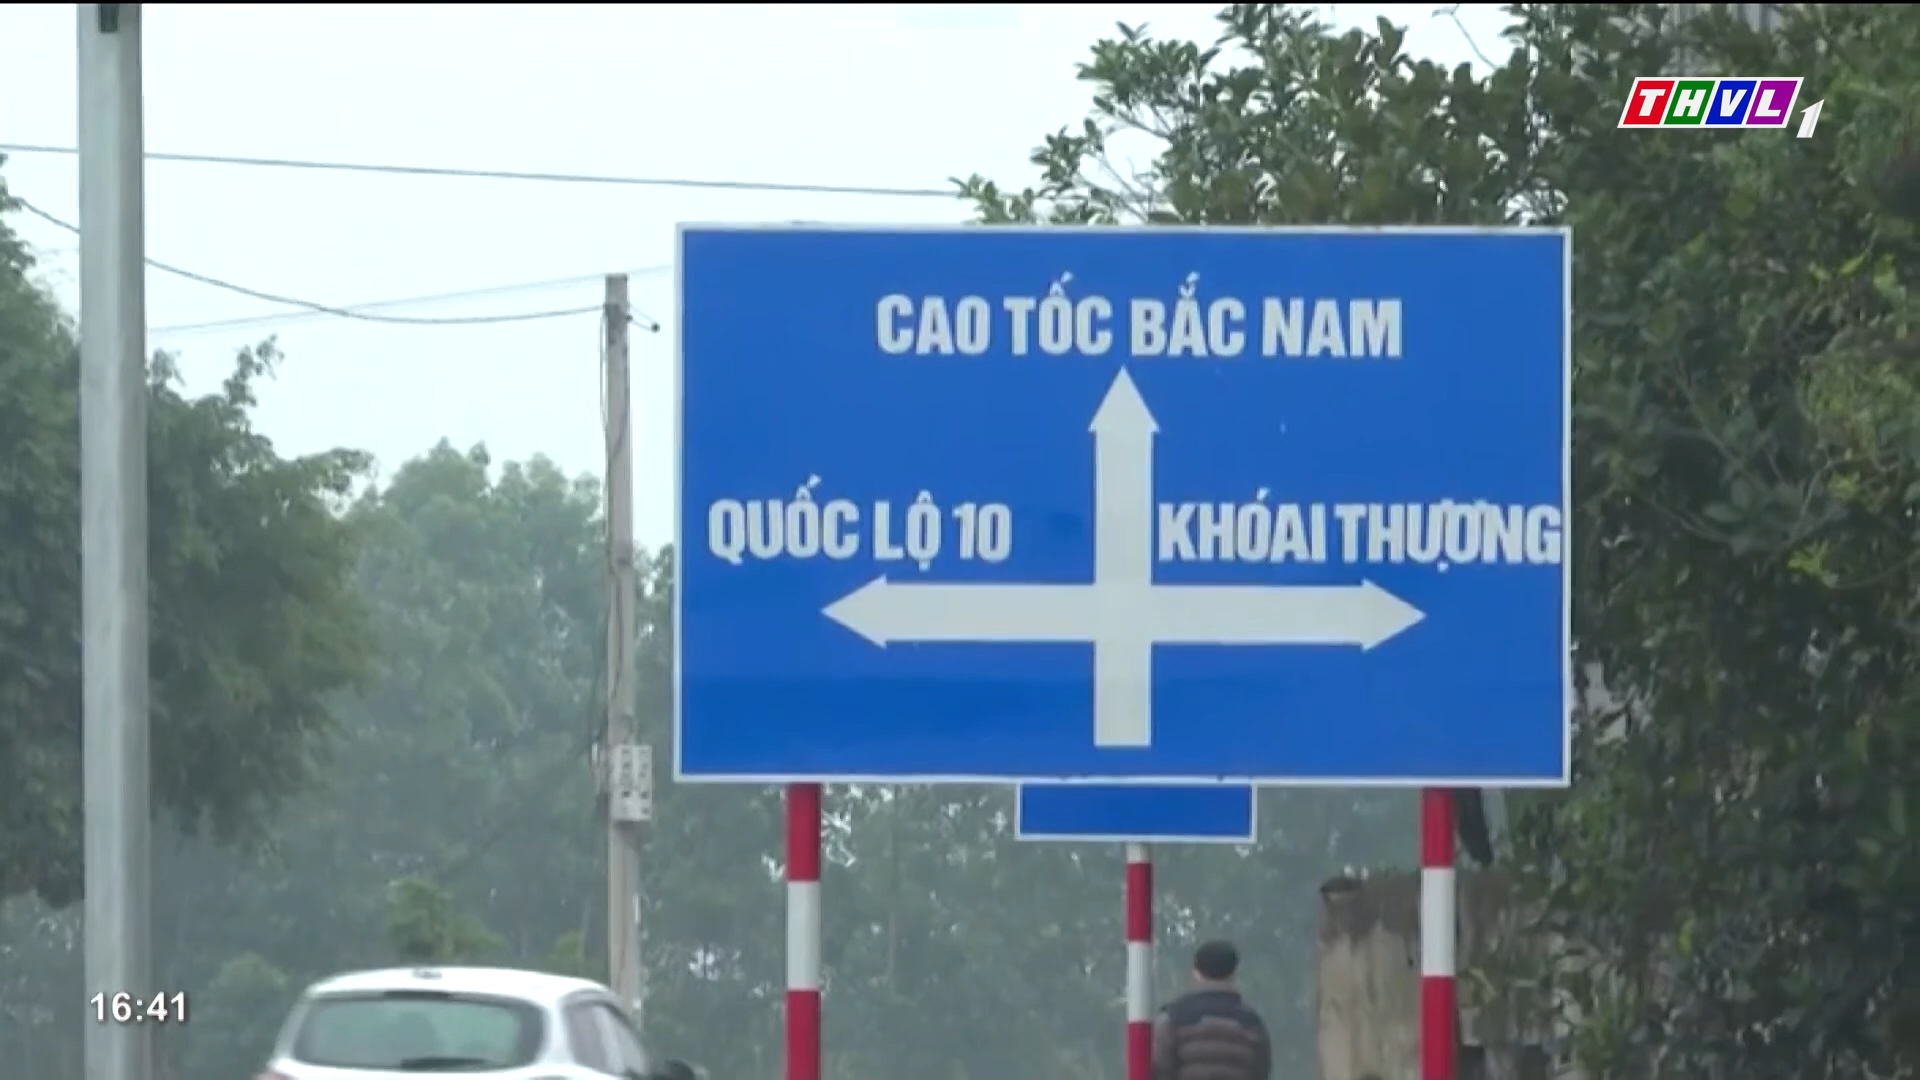 THVL1
CAO TỐC BẮC NAM
QUỐC LỘ 10
KHÓAI THƯỢNG
16:41